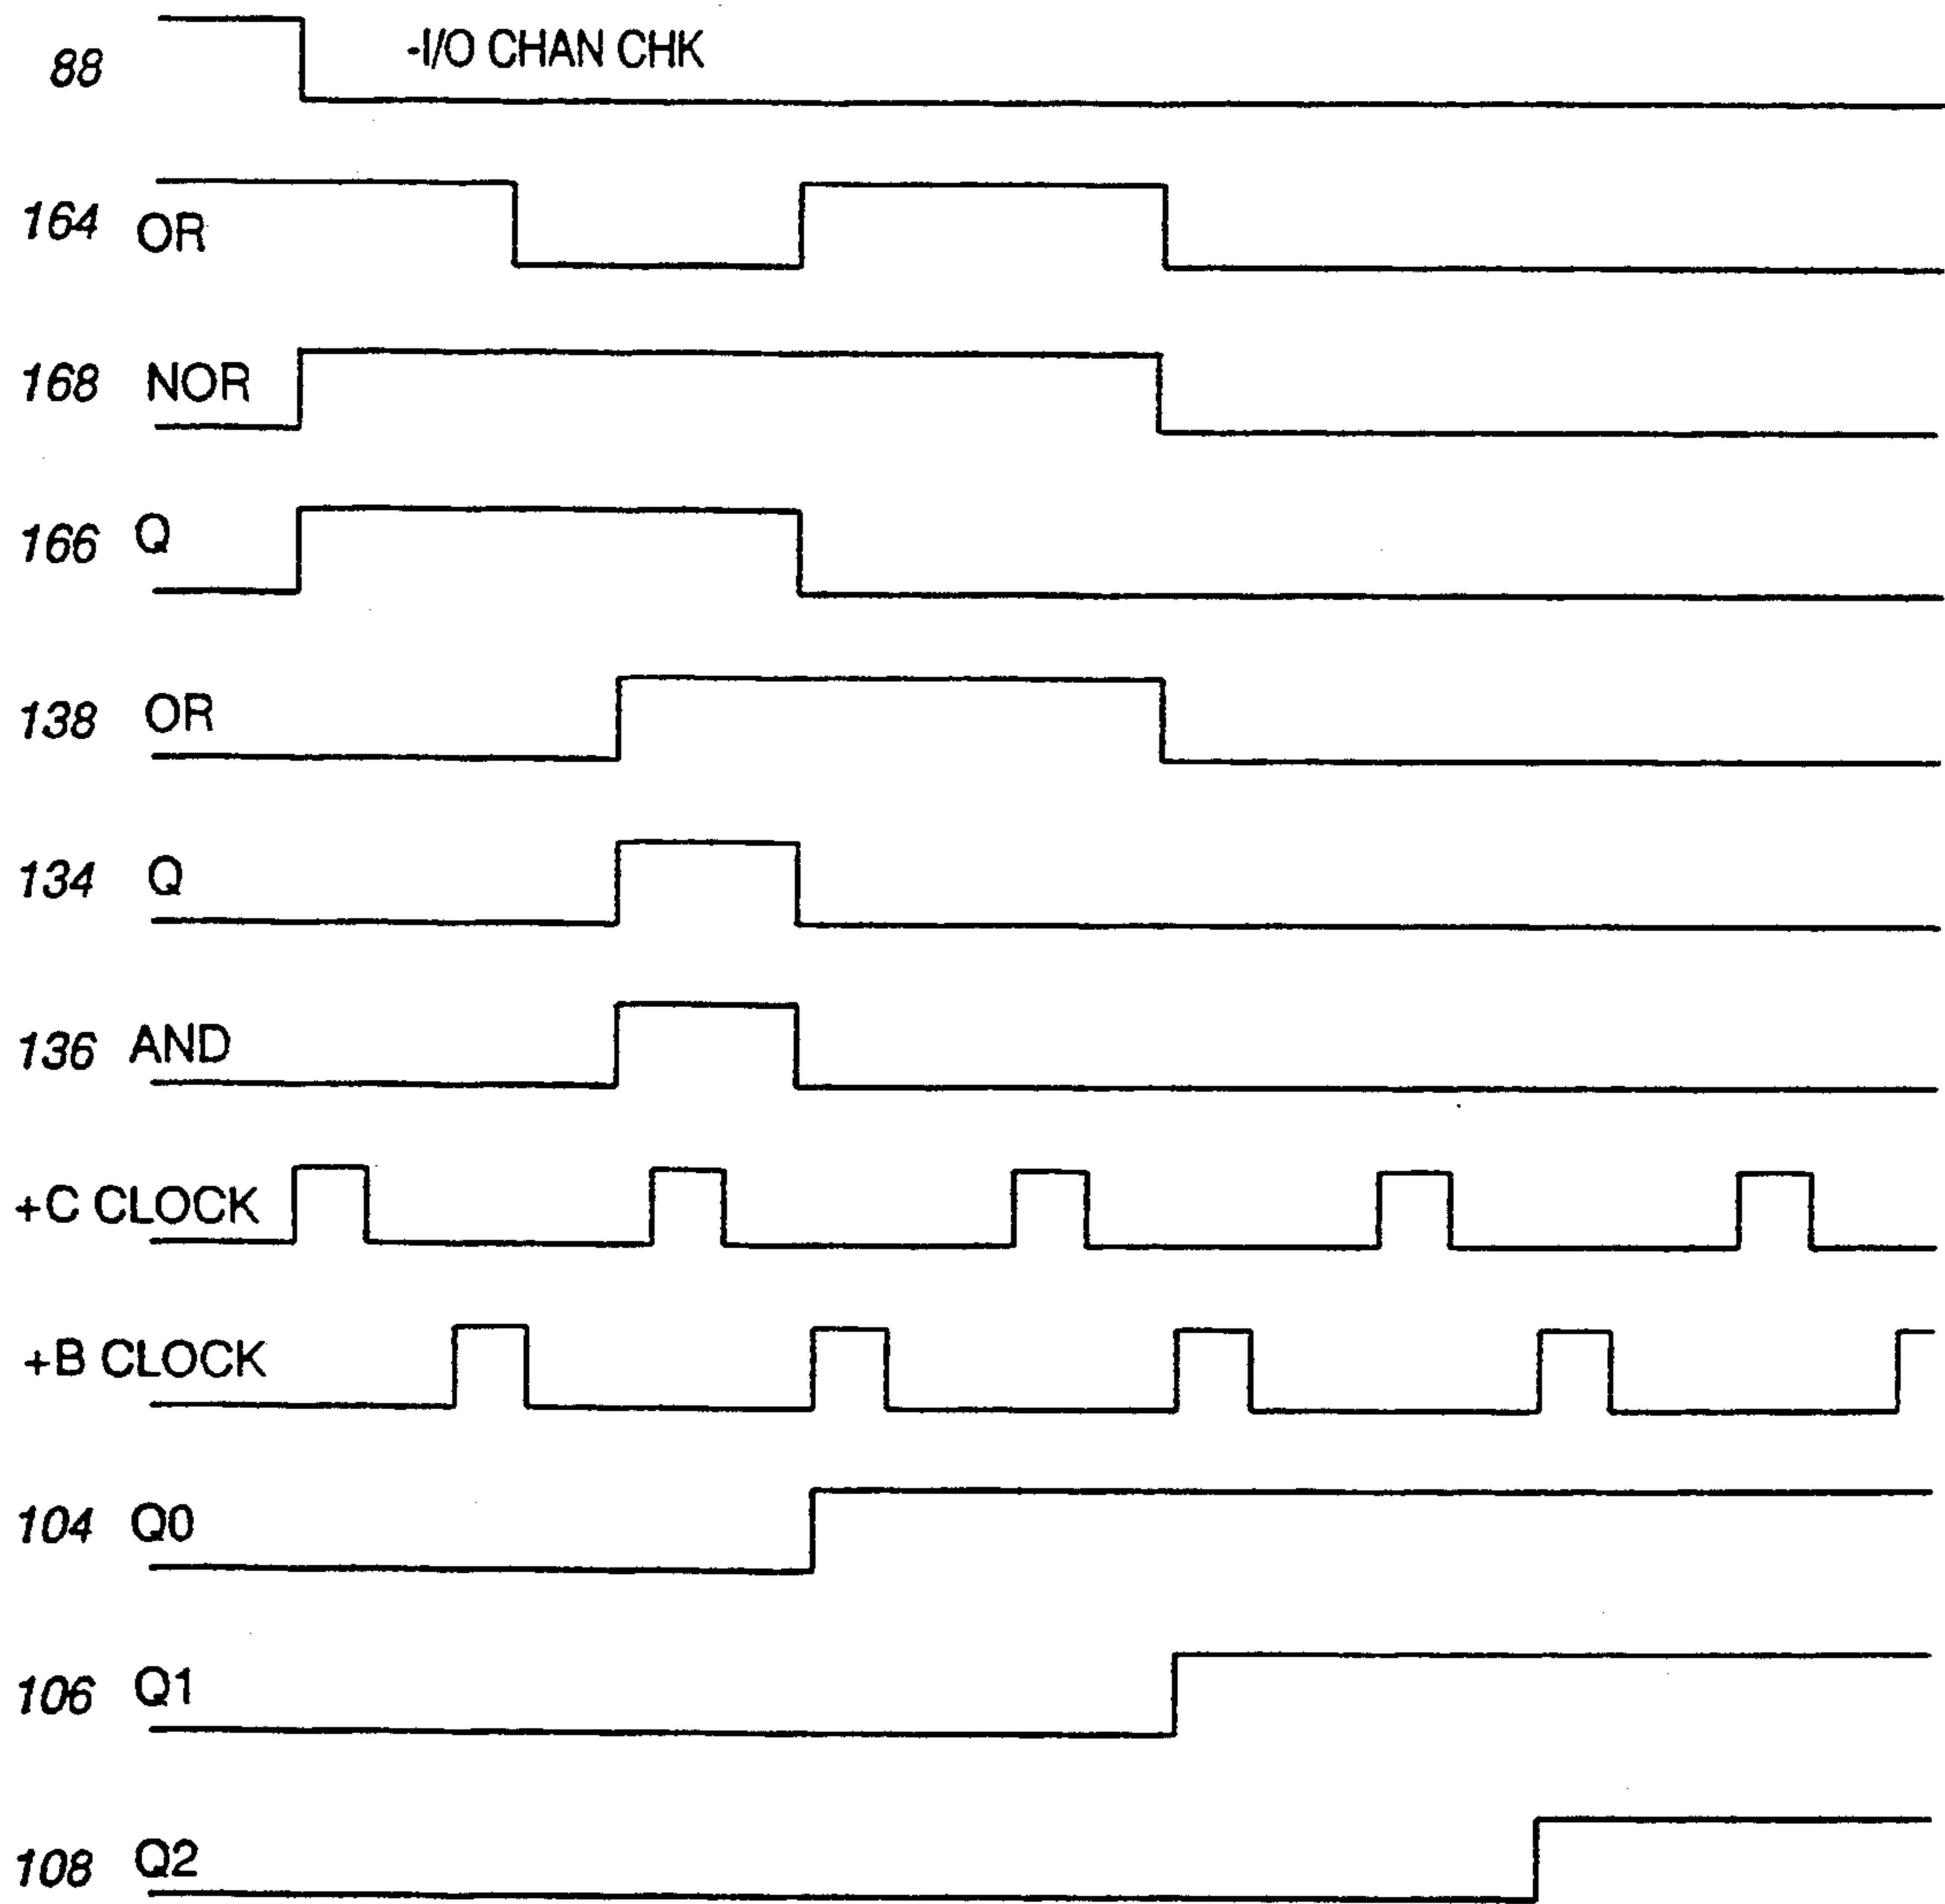 88 -I/O CHAN CHK
164 OR
168 NOR
166 Q
138 OR
134 Q
136 AND
+C CLOCK
+B CLOCK
104 Q0
106 Q1
108 Q2